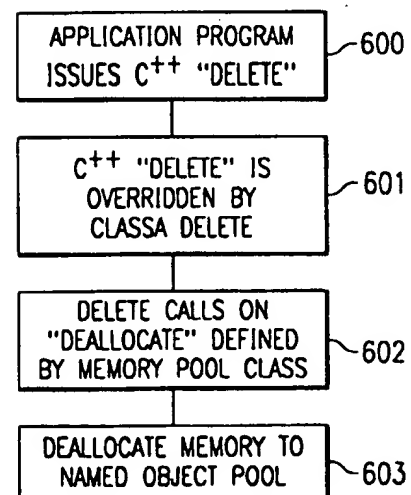 APPLICATION PROGRAM
ISSUES C++ "DELETE"
600
C++ "DELETE" IS
OVERRIDDEN BY
CLASSA DELETE
601
DELETE CALLS ON
"DEALLOCATE" DEFINED
BY MEMORY POOL CLASS
602
DEALLOCATE MEMORY TO
NAMED OBJECT POOL
603